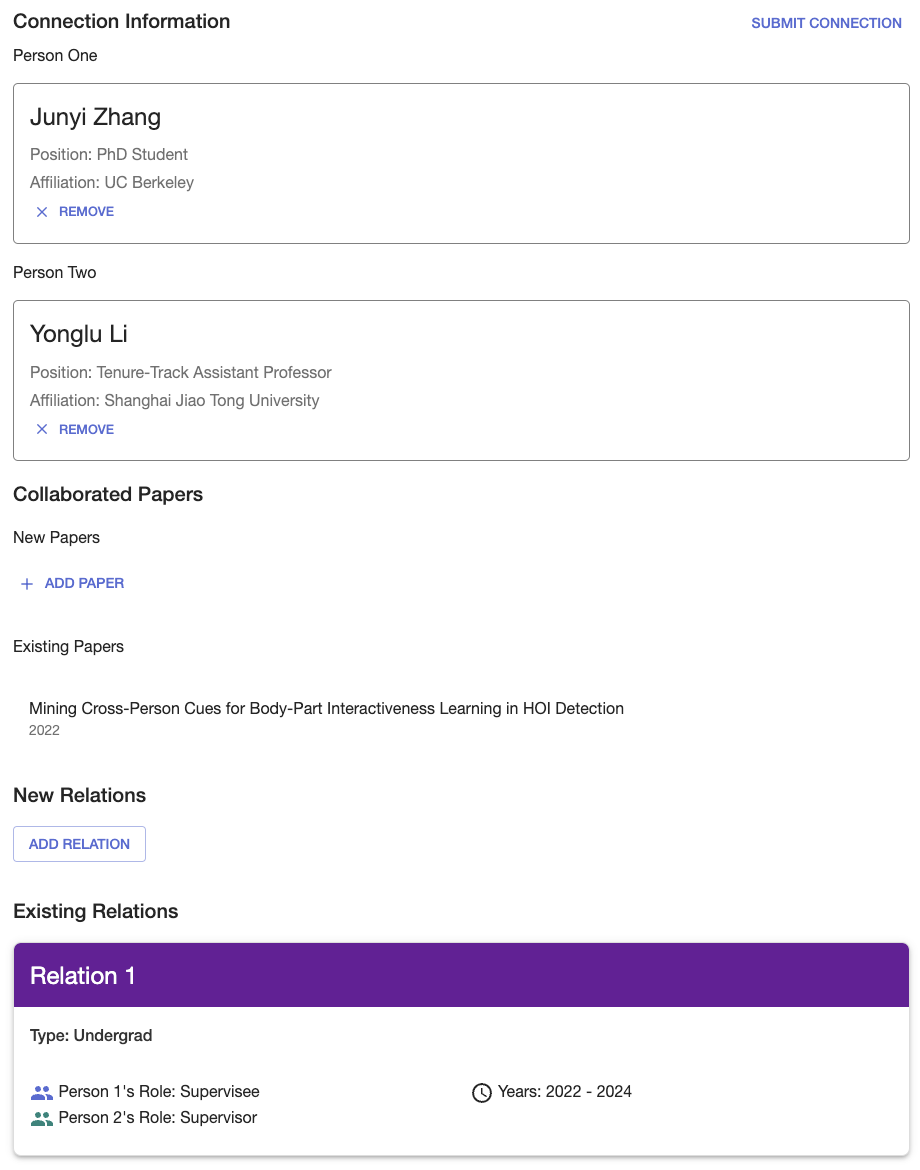 Connection Information
SUBMIT CONNECTION
Person One
Junyi Zhang
Position: PhD Student
Affiliation: UC Berkeley
REMOVE
Person Two
Yonglu Li
Position: Tenure-Track Assistant Professor
Affiliation: Shanghai Jiao Tong University
REMOVE
Collaborated Papers
New Papers
ADD PAPER
Existing Papers
Mining Cross-Person Cues for Body-Part Interactiveness Learning in HOI Detection
2022
New Relations
ADD RELATION
Existing Relations
Relation 1
Type: Undergrad
Person 1's Role: Supervisee
Years: 2022 - 2024
Person 2's Role: Supervisor